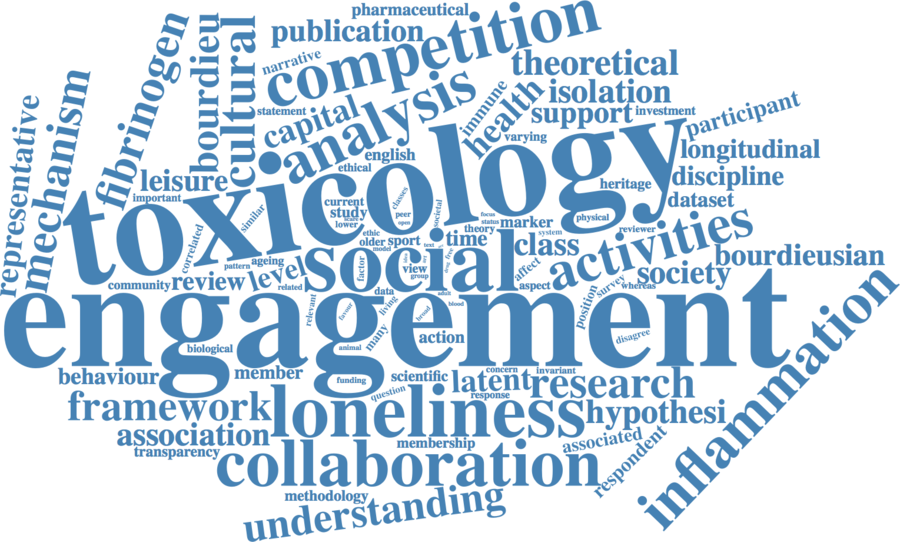 pharmaceutical
publication
competition
narrative
fibrinogen
bourdieu
cultural
theoretical
isolation
health
immune
support
investment
statement
capital
analysis
mechanism
representative
participant
varying
longitudinal
english
ethical
leisure
important
toxicology
discipline
heritage
dataset
similar
current
study
lower
classes
peer
open
societal
focus
status
theory
marker
system
physical
reviewer
ethic
older
sport
model
text
time
class
activities
bourdieusian
correlated
pattern
ageing
community
review
level
related
social
factor
view
group
data
affect
aspect
society
survey
whereas
position
engagement
relevant
favour
living
many
adult
blood
broad
action
disagree
biological
animal
funding
inflammation
behaviour
member
scientific
question
concern
invariant
latent
response
research
framework
loneliness
hypothesi
association
transparency
membership
associated
respondent
collaboration
methodology
understanding